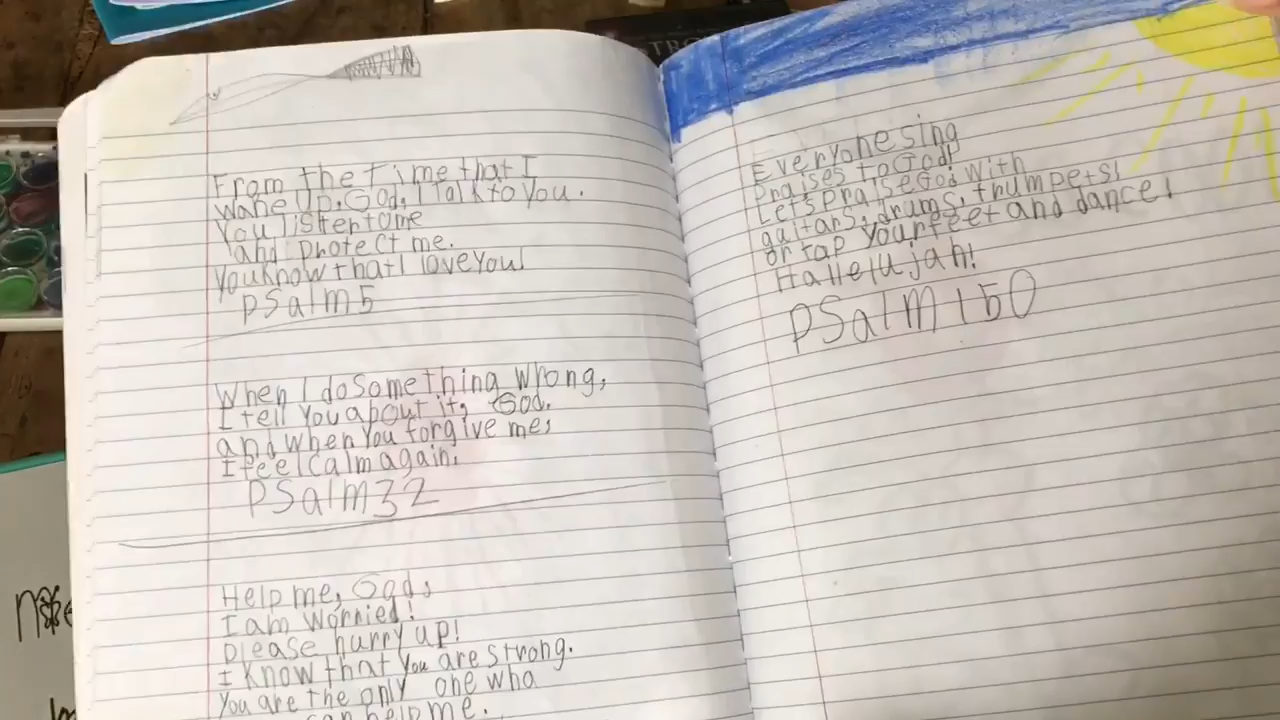 From the time that I
wake up, God, I talk to you.
You listen to me
and protect me.
You know that I love you!
PSalm 5
When I do something wrong,
I tell you about it, God.
and when you forgive me,
I feel calm again.
PSalm 32
Help me, God,
I am worried!
please hurry up!
I know that you are strong.
You are the only one who
can help me.
Everyone sing
praises to God!
Let's praise God with
guitars, drums, trumpets!
or tap your feet and dance!
Hallelujah!
PSalm 150